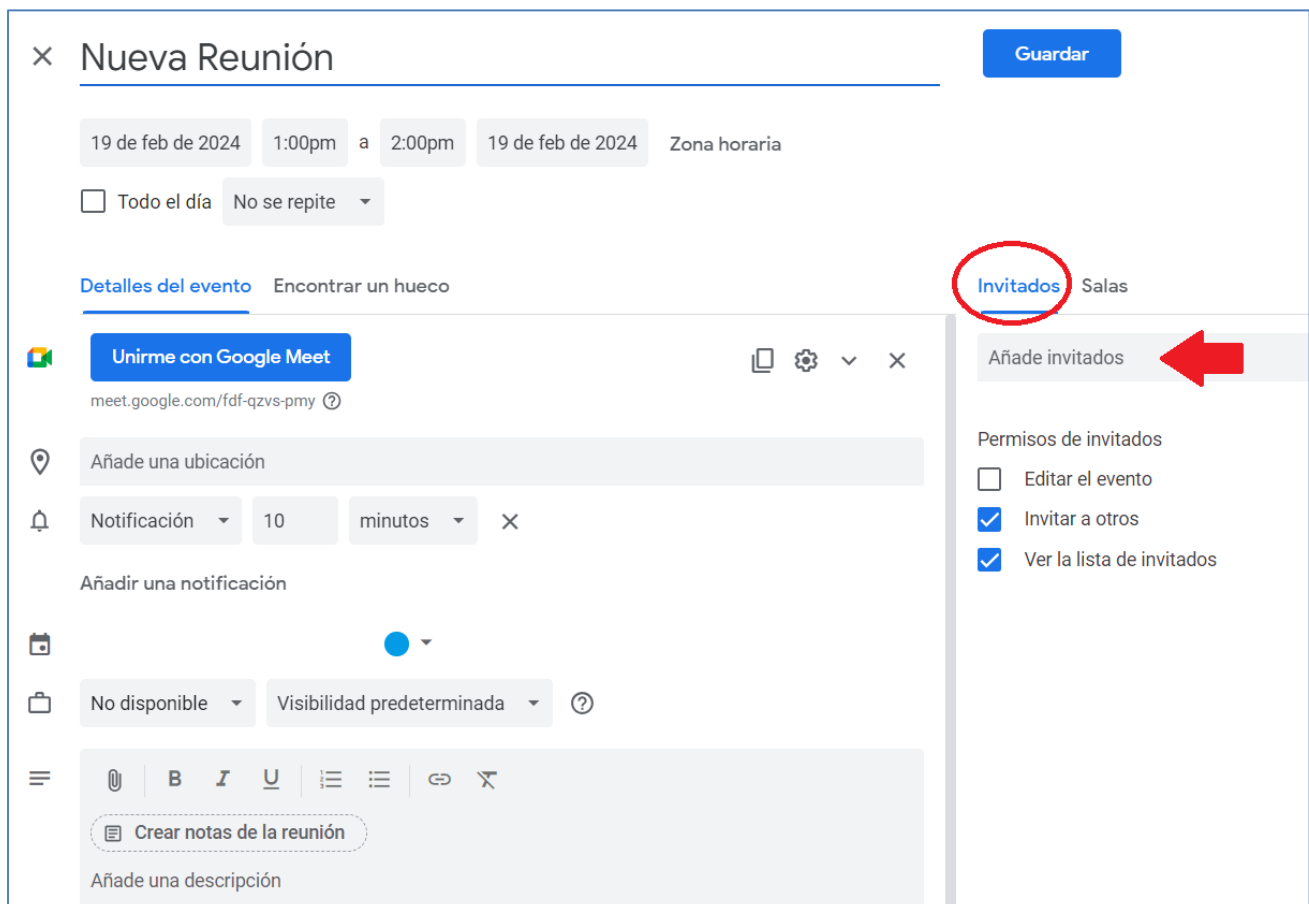 Nueva Reunión
Guardar
19 de feb de 2024 1:00pm a 2:00pm 19 de feb de 2024 Zona horaria
Todo el día No se repite
Detalles del evento Encontrar un hueco
Invitados Salas
Unirme con Google Meet
meet.google.com/fdf-qzvs-pmy
Añade invitados
Permisos de invitados
Editar el evento
Invitar a otros
Ver la lista de invitados
Añade una ubicación
Notificación 10 minutos
Añadir una notificación
No disponible Visibilidad predeterminada
B I U
Crear notas de la reunión
Añade una descripción